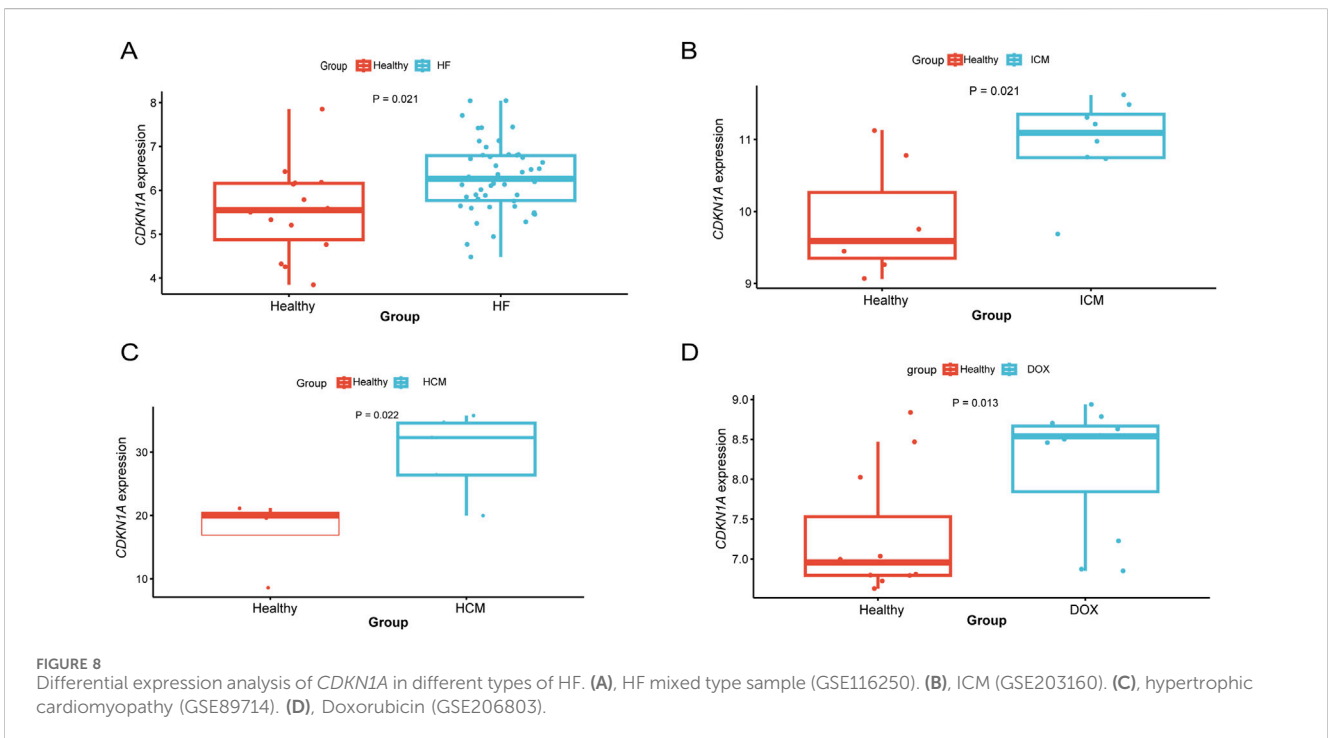 A
Group Healthy HF
P = 0.021
CDKN1A expression
8
7
6
5
4
Healthy HF
Group
B
Group Healthy ICM
P = 0.021
CDKN1A expression
11
10
9
Healthy ICM
Group
C
Group Healthy HCM
P = 0.022
CDKN1A expression
30
20
10
Healthy HCM
Group
D
group Healthy DOX
P = 0.013
CDKN1A expression
9.0
8.5
8.0
7.5
7.0
Healthy DOX
Group
FIGURE 8
Differential expression analysis of CDKN1A in different types of HF. (A), HF mixed type sample (GSE116250). (B), ICM (GSE203160). (C), hypertrophic
cardiomyopathy (GSE89714). (D), Doxorubicin (GSE206803).